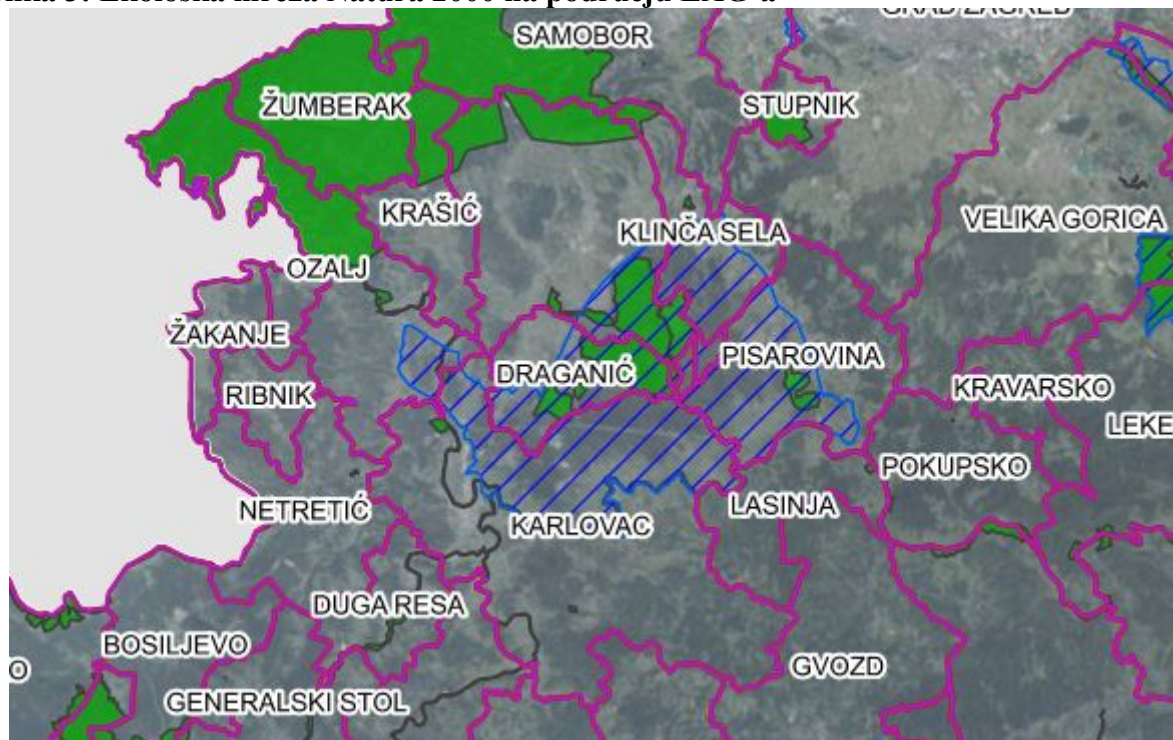 SAMOBOR
ŽUMBERAK
STUPNIK
KRAŠIĆ
KLINČA SELA
VELIKA GORICA
OZALJ
ŽAKANJE
DRAGANIĆ
PISAROVINA
RIBNIK
KRAVARSKO
LEKE
POKUPSKO
NETRETIĆ
KARLOVAC
LASINJA
DUGA RESA
BOSILJEVO
O
GVOZD
GENERALSKI STOL